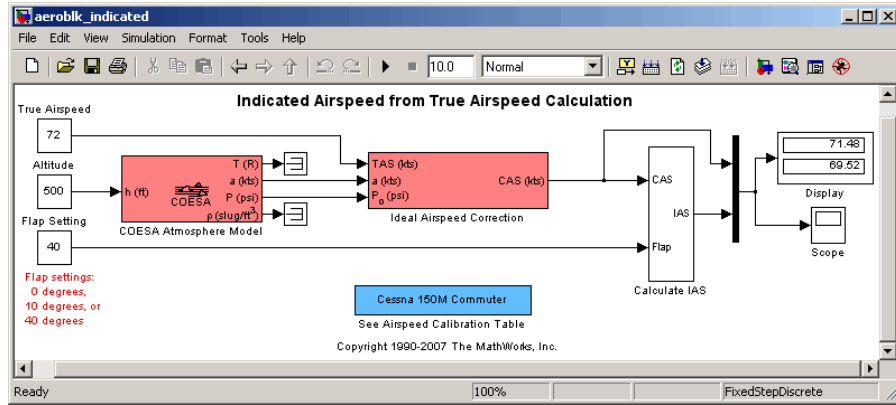 aeroblk_indicated
File Edit View Simulation Format Tools Help
10.0 Normal
Indicated Airspeed from True Airspeed Calculation
True Airspeed
72
Altitude
500
Flap Setting
40
Flap settings:
0 degrees,
10 degrees, or
40 degrees
h (ft)
COESA
T (R)
a (kts)
P (psi)
ρ (slug/ft³)
COESA Atmosphere Model
TAS (kts)
a (kts)
P₀ (psi)
CAS (kts)
Ideal Airspeed Correction
CAS
IAS
Flap
Calculate IAS
71.48
69.52
Display
Scope
Cessna 150M Commuter
See Airspeed Calibration Table
Copyright 1990-2007 The MathWorks, Inc.
Ready 100% FixedStepDiscrete